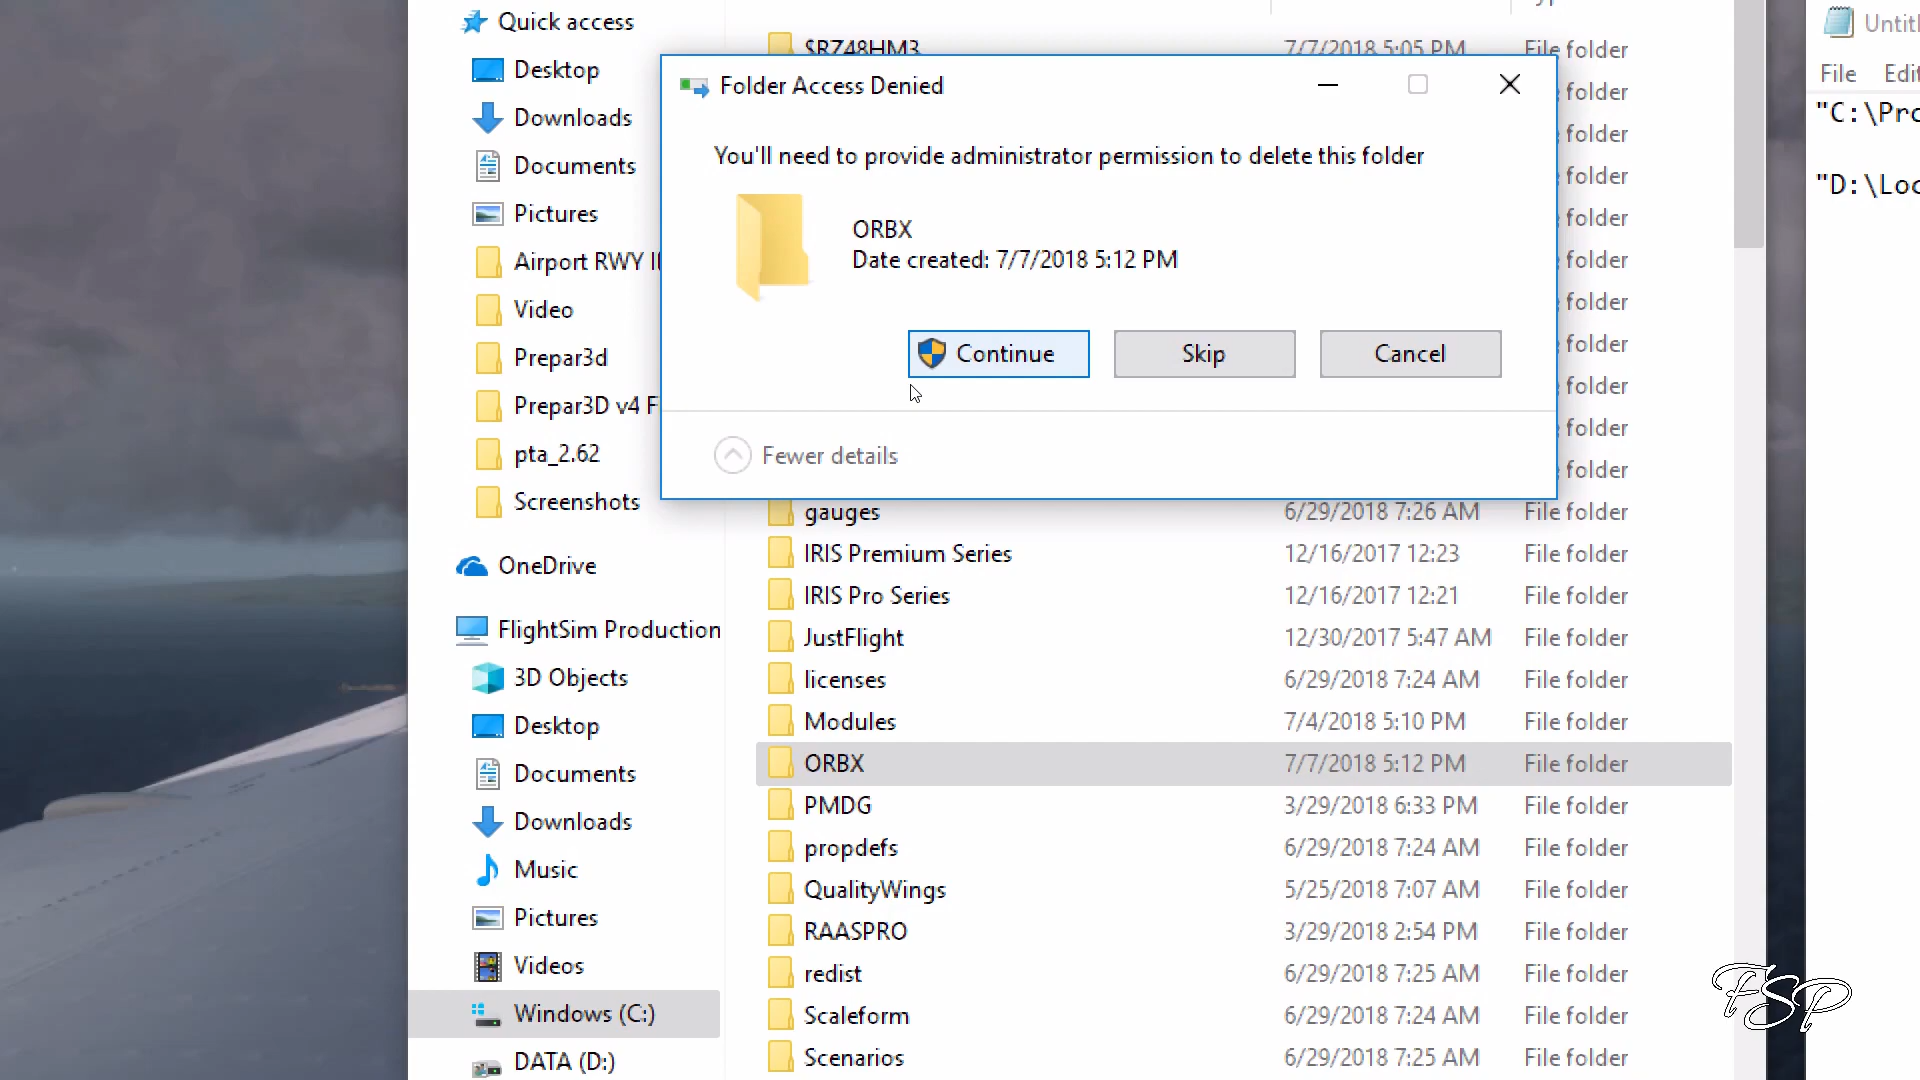 Quick access
Desktop
Downloads
Documents
Pictures
Airport RWY
Video
Prepar3d
Prepar3D v4 F
pta_2.62
Screenshots
OneDrive
FlightSim Production
3D Objects
Desktop
Documents
Downloads
Music
Pictures
Videos
Windows (C:)
DATA (D:)
$RZ48HM3 7/7/2018 5:05 PM File folder
folder
folder
folder
folder
folder
folder
folder
folder
folder
folder
Folder Access Denied
You'll need to provide administrator permission to delete this folder
ORBX
Date created: 7/7/2018 5:12 PM
Continue Skip Cancel
Fewer details
gauges 6/29/2018 7:26 AM File folder
IRIS Premium Series 12/16/2017 12:23 File folder
IRIS Pro Series 12/16/2017 12:21 File folder
JustFlight 12/30/2017 5:47 AM File folder
licenses 6/29/2018 7:24 AM File folder
Modules 7/4/2018 5:10 PM File folder
ORBX 7/7/2018 5:12 PM File folder
PMDG 3/29/2018 6:33 PM File folder
propdefs 6/29/2018 7:24 AM File folder
QualityWings 5/25/2018 7:07 AM File folder
RAASPRO 3/29/2018 2:54 PM File folder
redist 6/29/2018 7:25 AM File folder
Scaleform 6/29/2018 7:24 AM File folder
Scenarios 6/29/2018 7:25 AM File folder
Untitl
File Edit
"C:\Pro
"D:\Loc
FSP